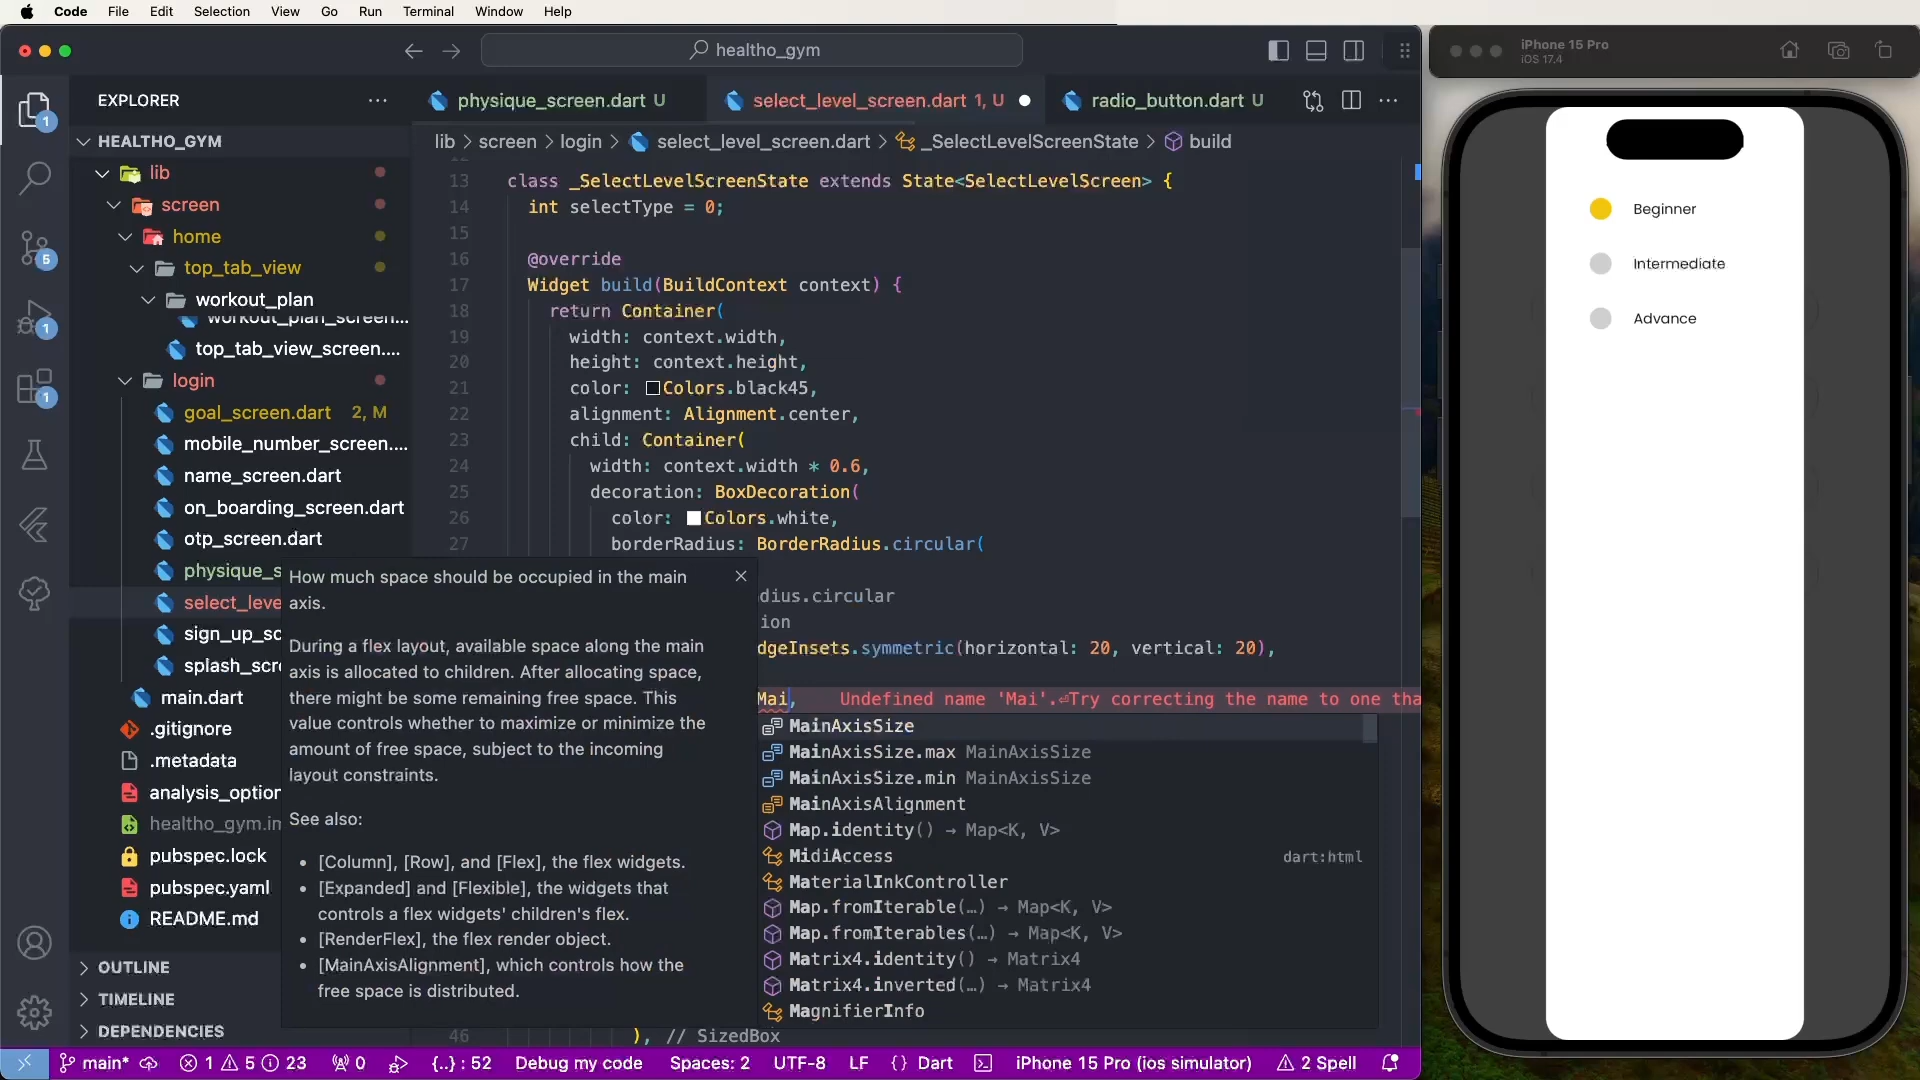 Code File Edit Selection View Go Run Terminal Window Help
healtho_gym
iPhone 15 Pro
iOS 17.4
EXPLORER
HEALTHO_GYM
lib
screen
home
top_tab_view
workout_plan
workout_plan_screen....
top_tab_view_screen....
login
goal_screen.dart 2, M
mobile_number_screen....
name_screen.dart
on_boarding_screen.dart
otp_screen.dart
physique_s
select_leve
sign_up_sc
splash_scre
main.dart
.gitignore
.metadata
analysis_option
healtho_gym.im
pubspec.lock
pubspec.yaml
README.md
OUTLINE
TIMELINE
DEPENDENCIES
1
5
1
1
physique_screen.dart U
select_level_screen.dart 1, U
radio_button.dart U
lib > screen > login > select_level_screen.dart > _SelectLevelScreenState > build
13 class _SelectLevelScreenState extends State<SelectLevelScreen> {
14 int selectType = 0;
15
16 @override
17 Widget build(BuildContext context) {
18 return Container(
19 width: context.width,
20 height: context.height,
21 color: Colors.black45,
22 alignment: Alignment.center,
23 child: Container(
24 width: context.width * 0.6,
25 decoration: BoxDecoration(
26 color: Colors.white,
27 borderRadius: BorderRadius.circular(
dius.circular
ion
dgeInsets.symmetric(horizontal: 20, vertical: 20),
Mai, Undefined name 'Mai'.⏎Try correcting the name to one tha
46 ), // SizedBox
How much space should be occupied in the main
axis.
During a flex layout, available space along the main
axis is allocated to children. After allocating space,
there might be some remaining free space. This
value controls whether to maximize or minimize the
amount of free space, subject to the incoming
layout constraints.
See also:
• [Column], [Row], and [Flex], the flex widgets.
• [Expanded] and [Flexible], the widgets that
controls a flex widgets' children's flex.
• [RenderFlex], the flex render object.
• [MainAxisAlignment], which controls how the
free space is distributed.
MainAxisSize
MainAxisSize.max MainAxisSize
MainAxisSize.min MainAxisSize
MainAxisAlignment
Map.identity() → Map<K, V>
MidiAccess dart:html
MaterialInkController
Map.fromIterable(…) → Map<K, V>
Map.fromIterables(…) → Map<K, V>
Matrix4.identity() → Matrix4
Matrix4.inverted(…) → Matrix4
MagnifierInfo
Beginner
Intermediate
Advance
main* 1 5 23 0 {..} : 52 Debug my code Spaces: 2 UTF-8 LF {} Dart iPhone 15 Pro (ios simulator) 2 Spell